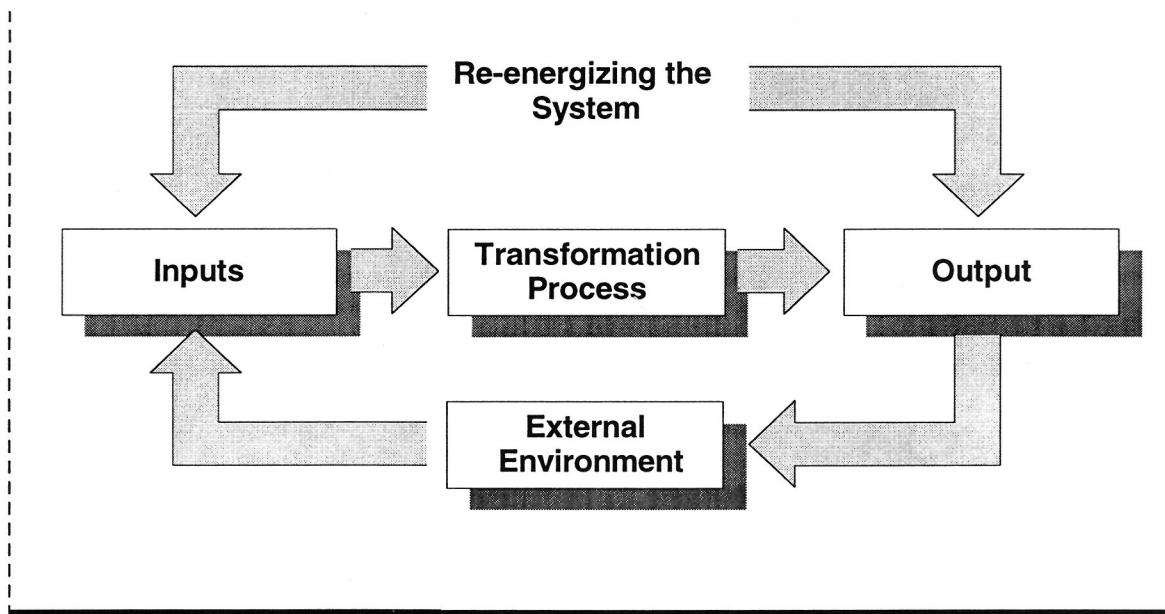 Re-energizing the
System
Inputs
Transformation
Process
Output
External
Environment